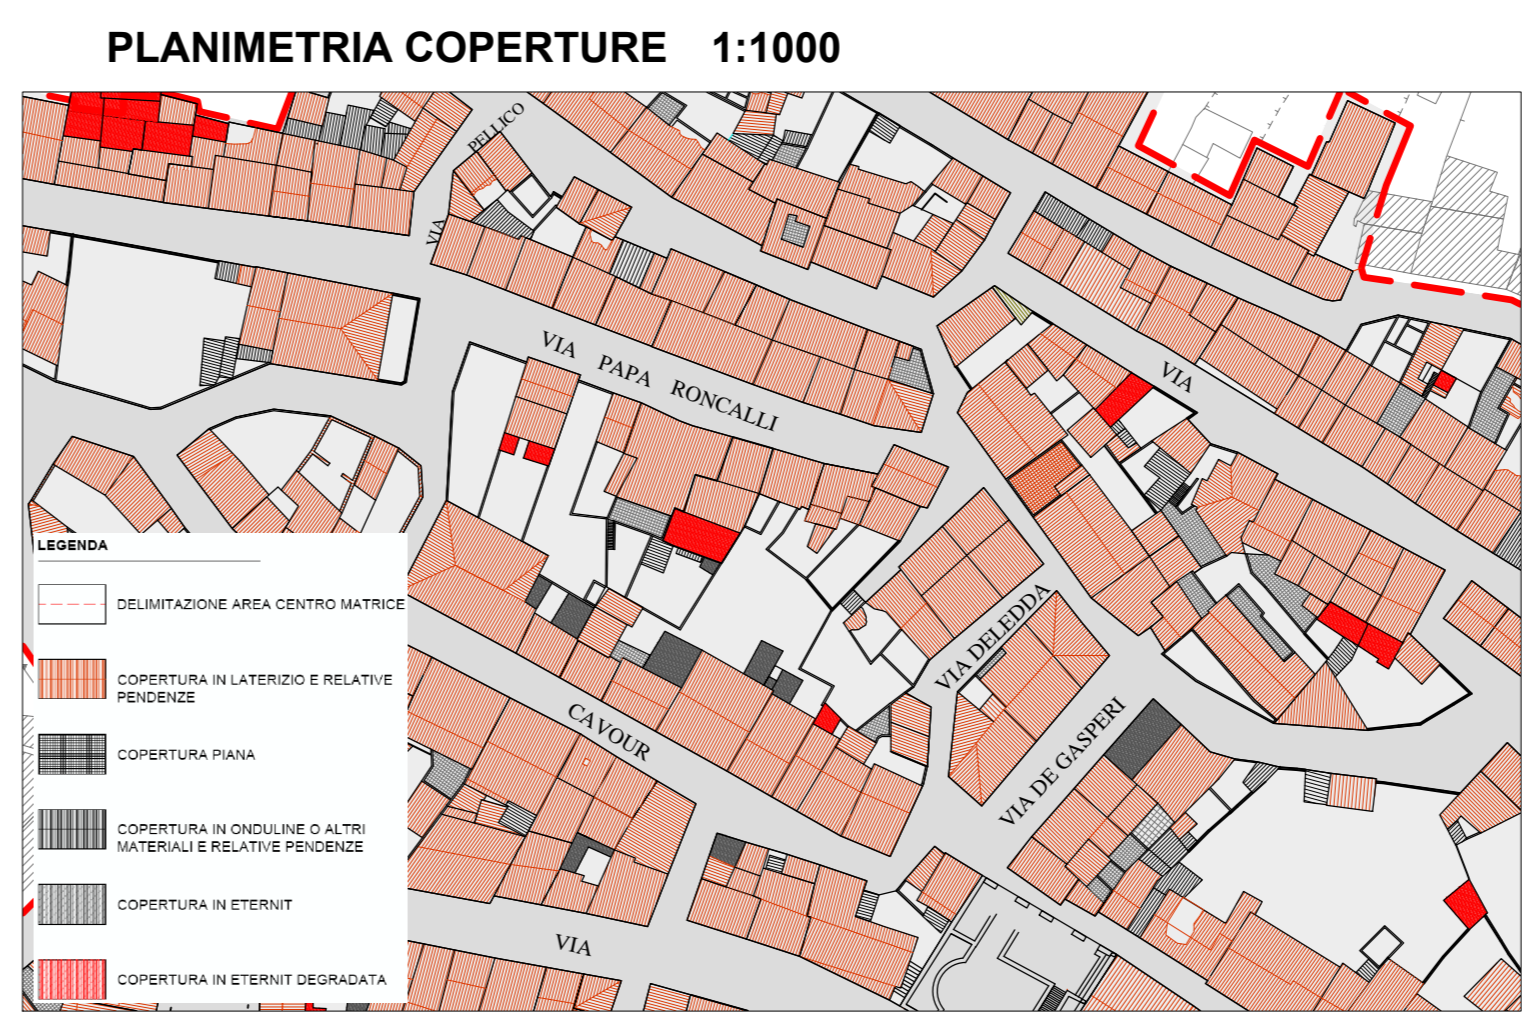 PLANIMETRIA COPERTURE 1:1000
VIA PELLICO
VIA PAPA RONCALLI
VIA
VIA DELEDDA
CAVOUR
VIA DE GASPERI
VIA
LEGENDA
DELIMITAZIONE AREA CENTRO MATRICE
COPERTURA IN LATERIZIO E RELATIVE
PENDENZE
COPERTURA PIANA
COPERTURA IN ONDULINE O ALTRI
MATERIALI E RELATIVE PENDENZE
COPERTURA IN ETERNIT
COPERTURA IN ETERNIT DEGRADATA